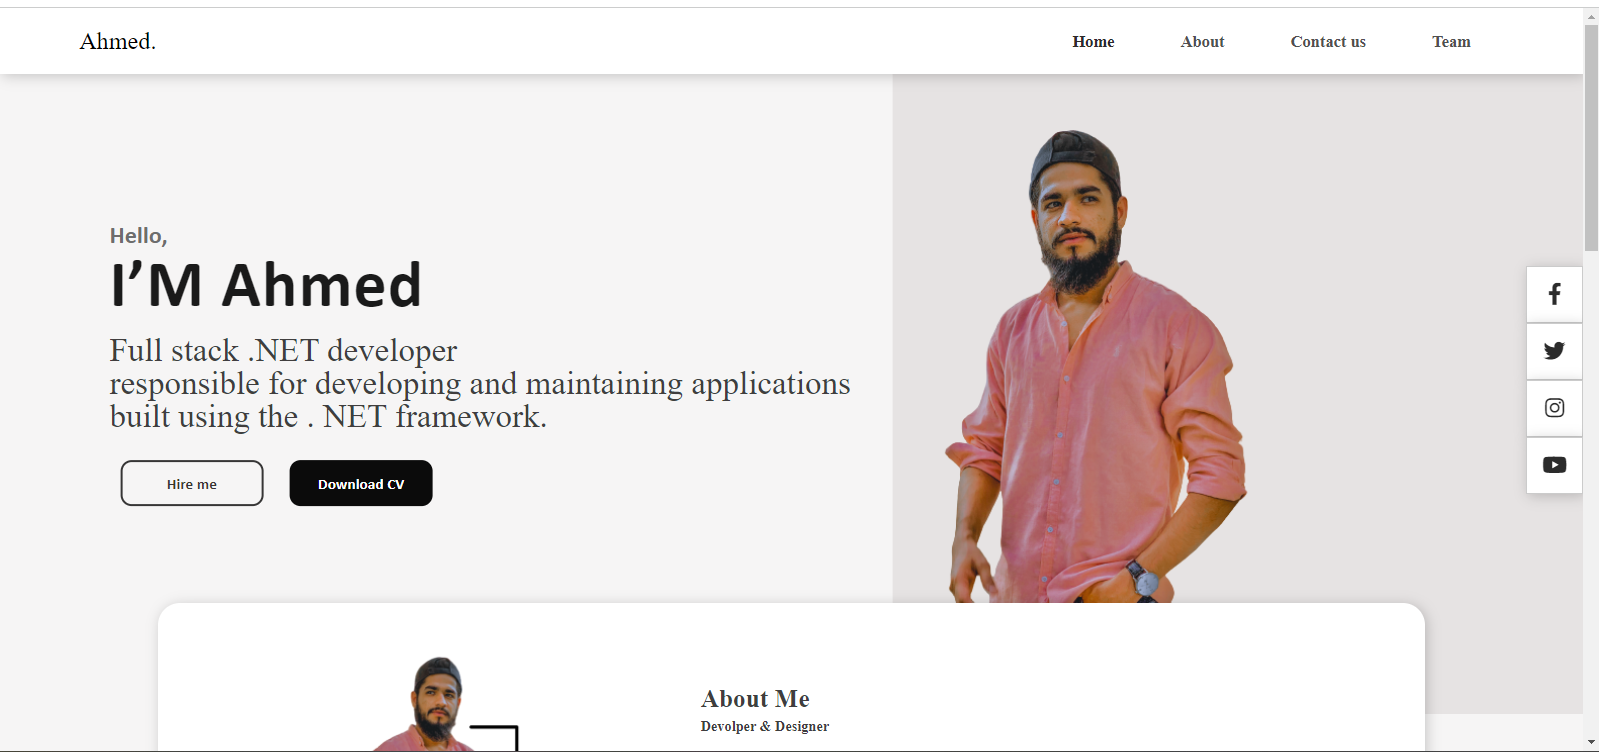 Ahmed.
Home About Contact us Team
Hello,
I’M Ahmed
Full stack .NET developer
responsible for developing and maintaining applications
built using the . NET framework.
Hire me Download CV
About Me
Devolper & Designer